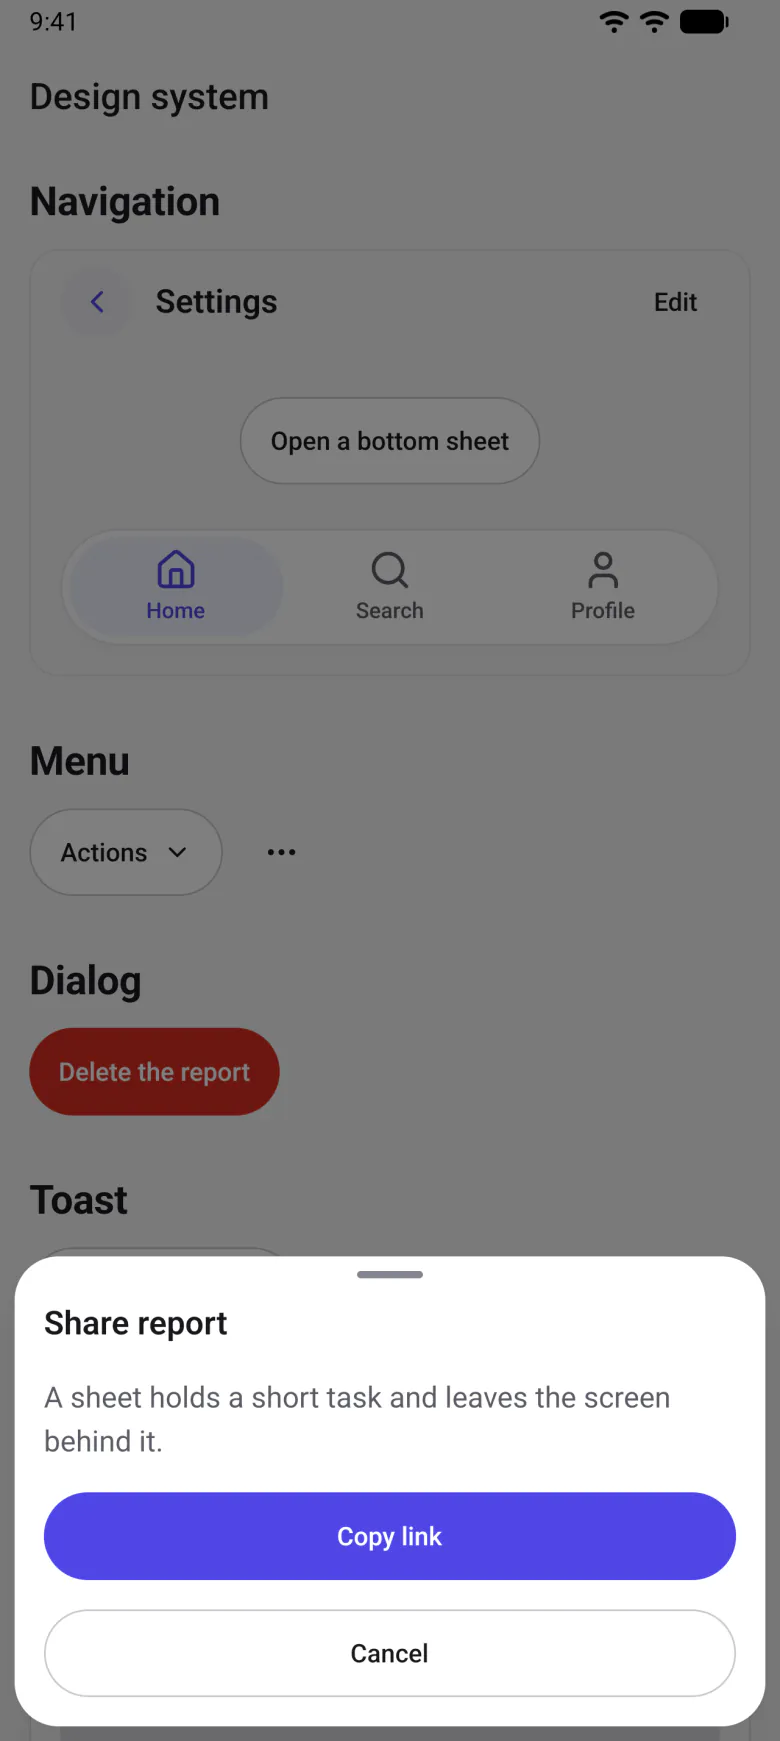 9:41
Design system
Navigation
Settings
Edit
Open a bottom sheet
Home
Search
Profile
Menu
Actions
Dialog
Delete the report
Toast
Share report
A sheet holds a short task and leaves the screen
behind it.
Copy link
Cancel